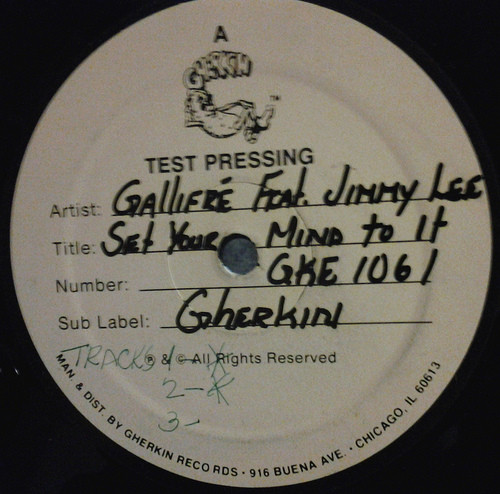 A
GHERKIN
TM
TEST PRESSING
Artist: GALLIFRÉ FEAT. JIMMY LEE
Title: SET YOUR MIND TO IT
Number: GKE 1061
Sub Label: GHERKIN
℗ & © All Rights Reserved
TRACKS 1-
2-
3-
MAN. & DIST. BY GHERKIN RECORDS · 916 BUENA AVE. · CHICAGO, IL 60613